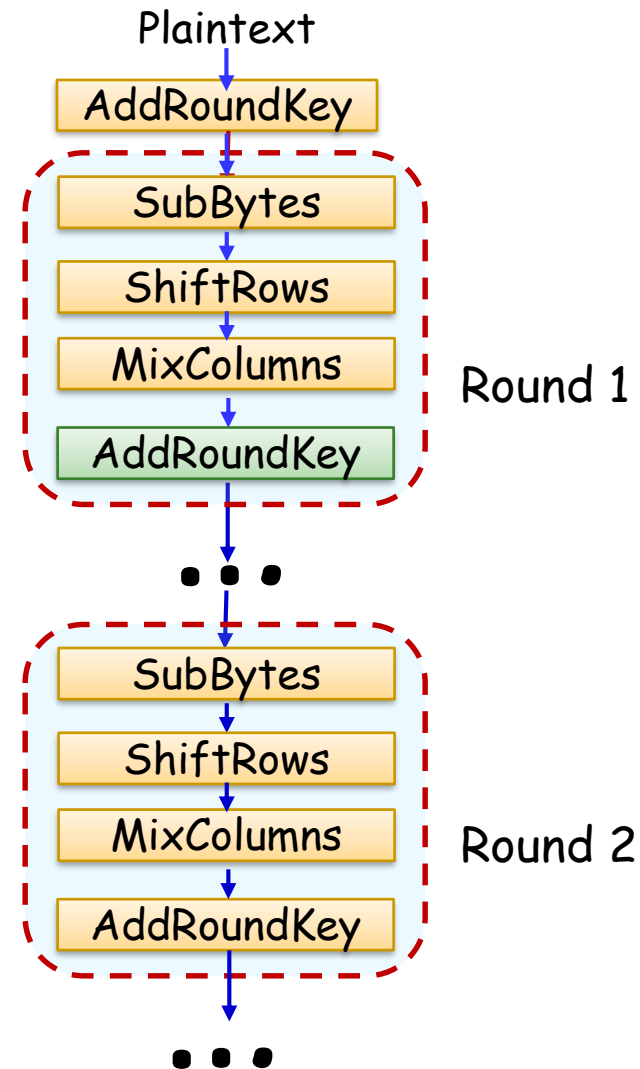 Plaintext
AddRoundKey
SubBytes
ShiftRows
MixColumns
Round 1
AddRoundKey
...
SubBytes
ShiftRows
MixColumns
Round 2
AddRoundKey
...